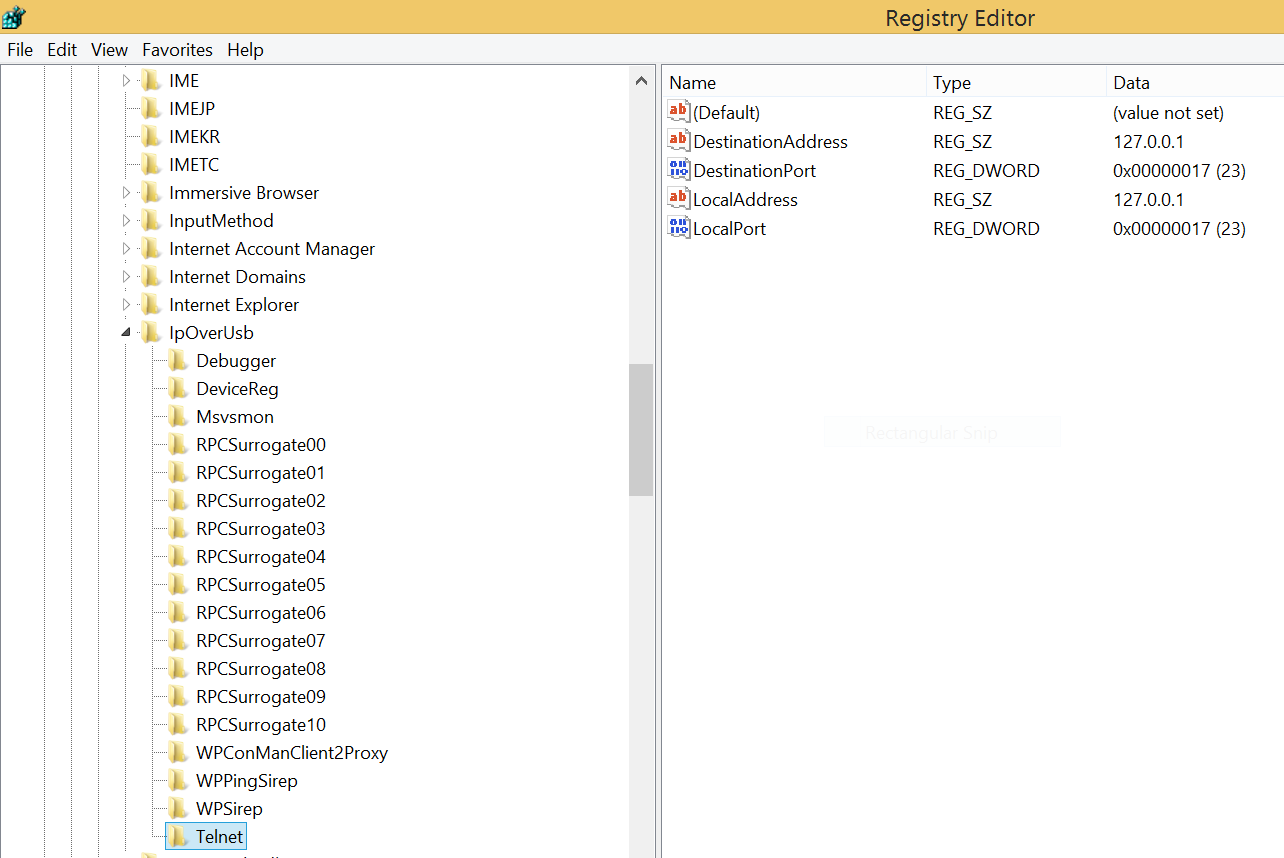 Registry Editor
File Edit View Favorites Help
IME
IMEJP
IMEKR
IMETC
Immersive Browser
InputMethod
Internet Account Manager
Internet Domains
Internet Explorer
IpOverUsb
Debugger
DeviceReg
Msvsmon
RPCSurrogate00
RPCSurrogate01
RPCSurrogate02
RPCSurrogate03
RPCSurrogate04
RPCSurrogate05
RPCSurrogate06
RPCSurrogate07
RPCSurrogate08
RPCSurrogate09
RPCSurrogate10
WPConManClient2Proxy
WPPingSirep
WPSirep
Telnet
Name Type Data
(Default) REG_SZ (value not set)
DestinationAddress REG_SZ 127.0.0.1
DestinationPort REG_DWORD 0x00000017 (23)
LocalAddress REG_SZ 127.0.0.1
LocalPort REG_DWORD 0x00000017 (23)
Rectangular Snip